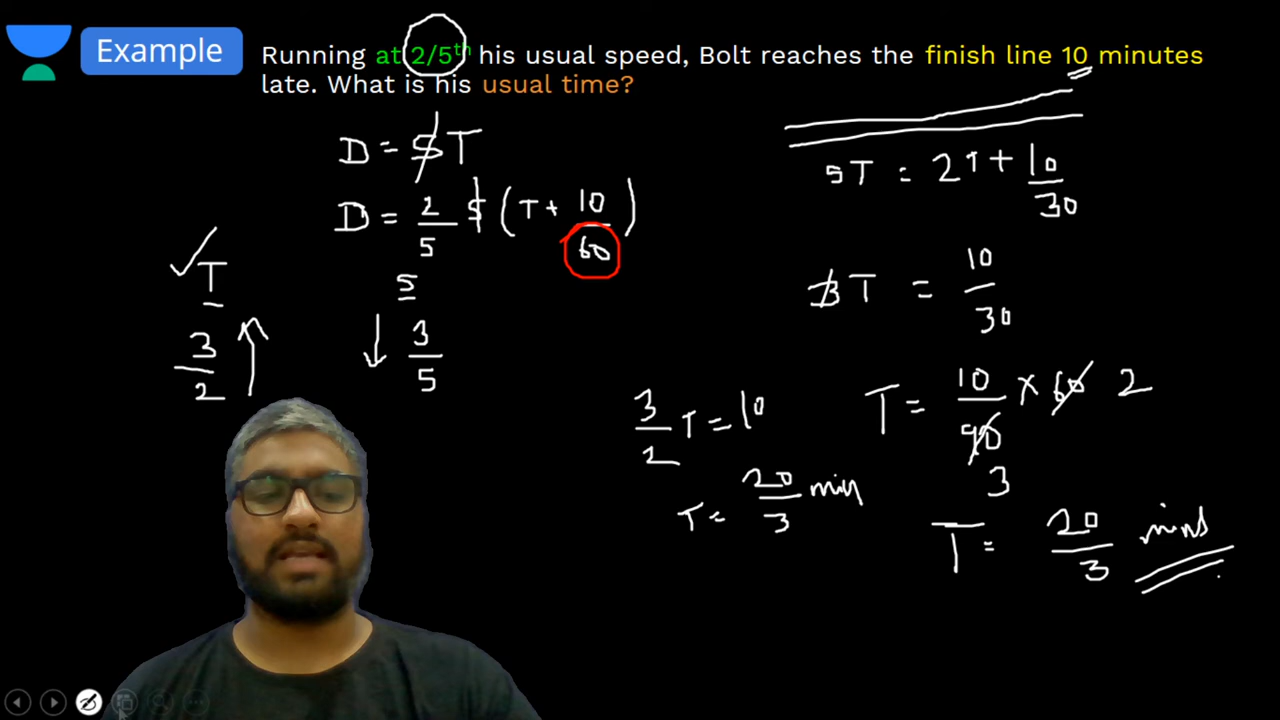 Example
Running at 2/5th his usual speed, Bolt reaches the finish line 10 minutes
late. What is his usual time?
D = S T
D = 2/5 S (T + 10/60)
T
3/2
5
3/5
5T = 2T + 10/30
3T = 10/30
T = 10/90 × 60 2
3
T = 20/3 mins
3/2 T = 10
T = 20/3 min